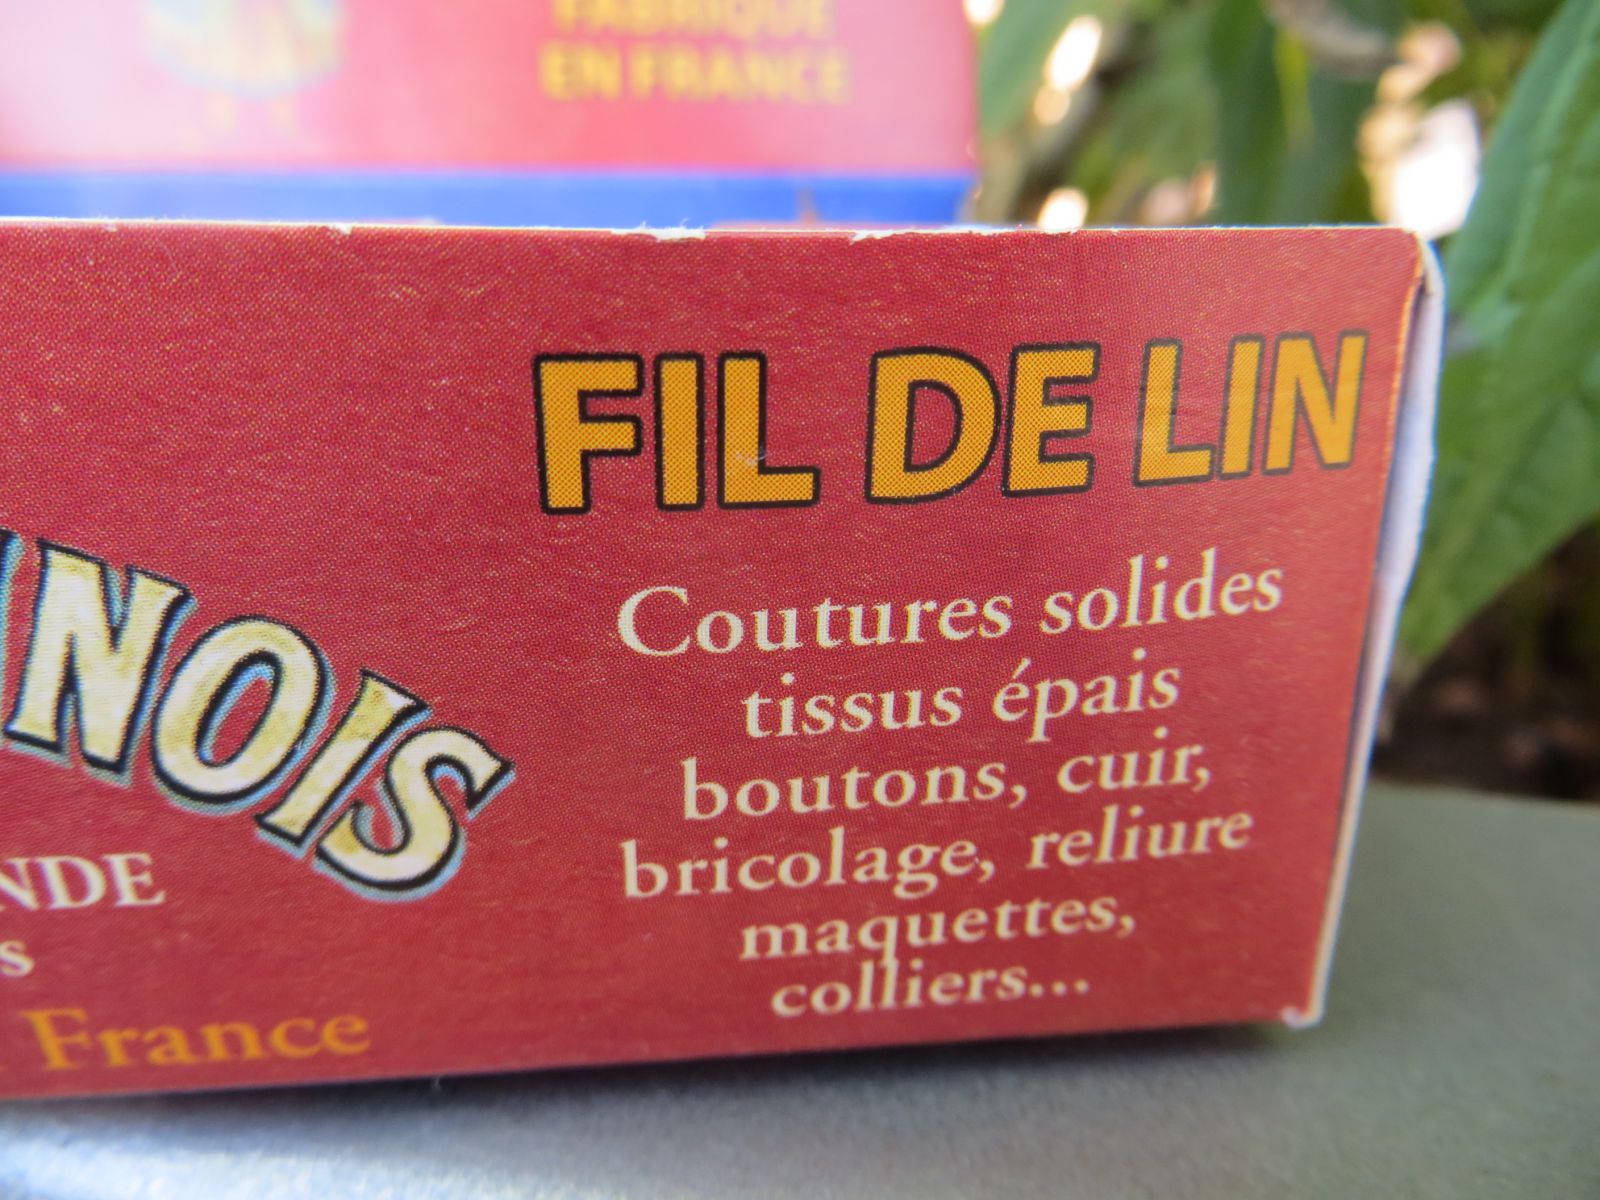 FABRIQUÉ
EN FRANCE
FIL DE LIN
NOIS
NDE
s
France
Coutures solides
tissus épais
boutons, cuir,
bricolage, reliure
maquettes,
colliers...